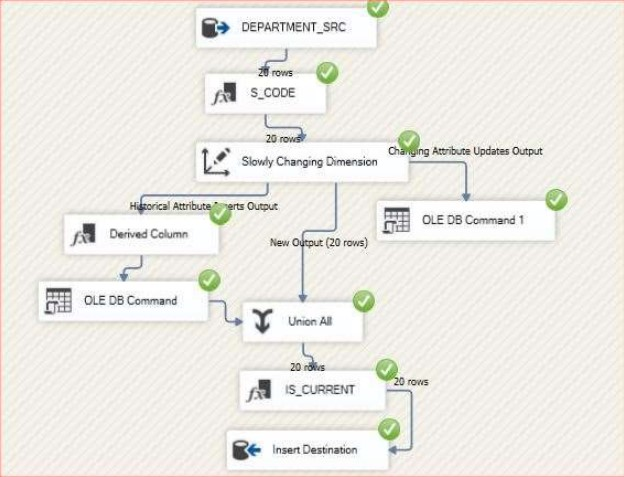 DEPARTMENT_SRC
20 rows
S_CODE
20 rows
Changing Attribute Updates Output
Slowly Changing Dimension
Historical Attribute Inserts Output
OLE DB Command 1
Derived Column
New Output (20 rows)
OLE DB Command
Union All
20 rows
20 rows
IS_CURRENT
Insert Destination